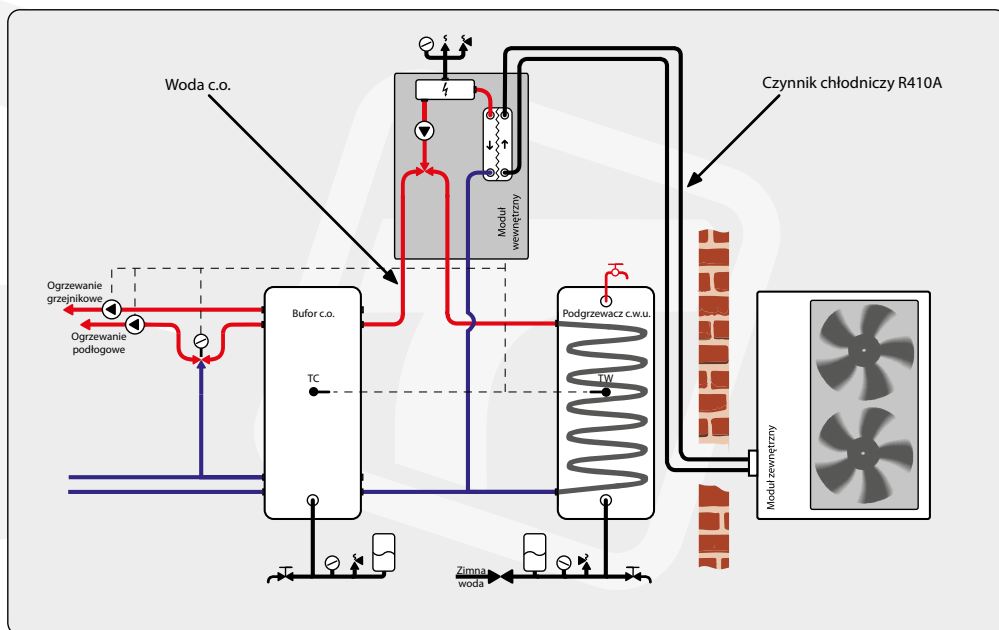 Woda c.o.
Czynnik chłodniczy R410A
Moduł
wewnętrzny
Ogrzewanie
grzejnikowe
Ogrzewanie
podłogowe
Bufor c.o.
Podgrzewacz c.w.u.
TC
TW
Moduł zewnętrzny
Zimna
woda